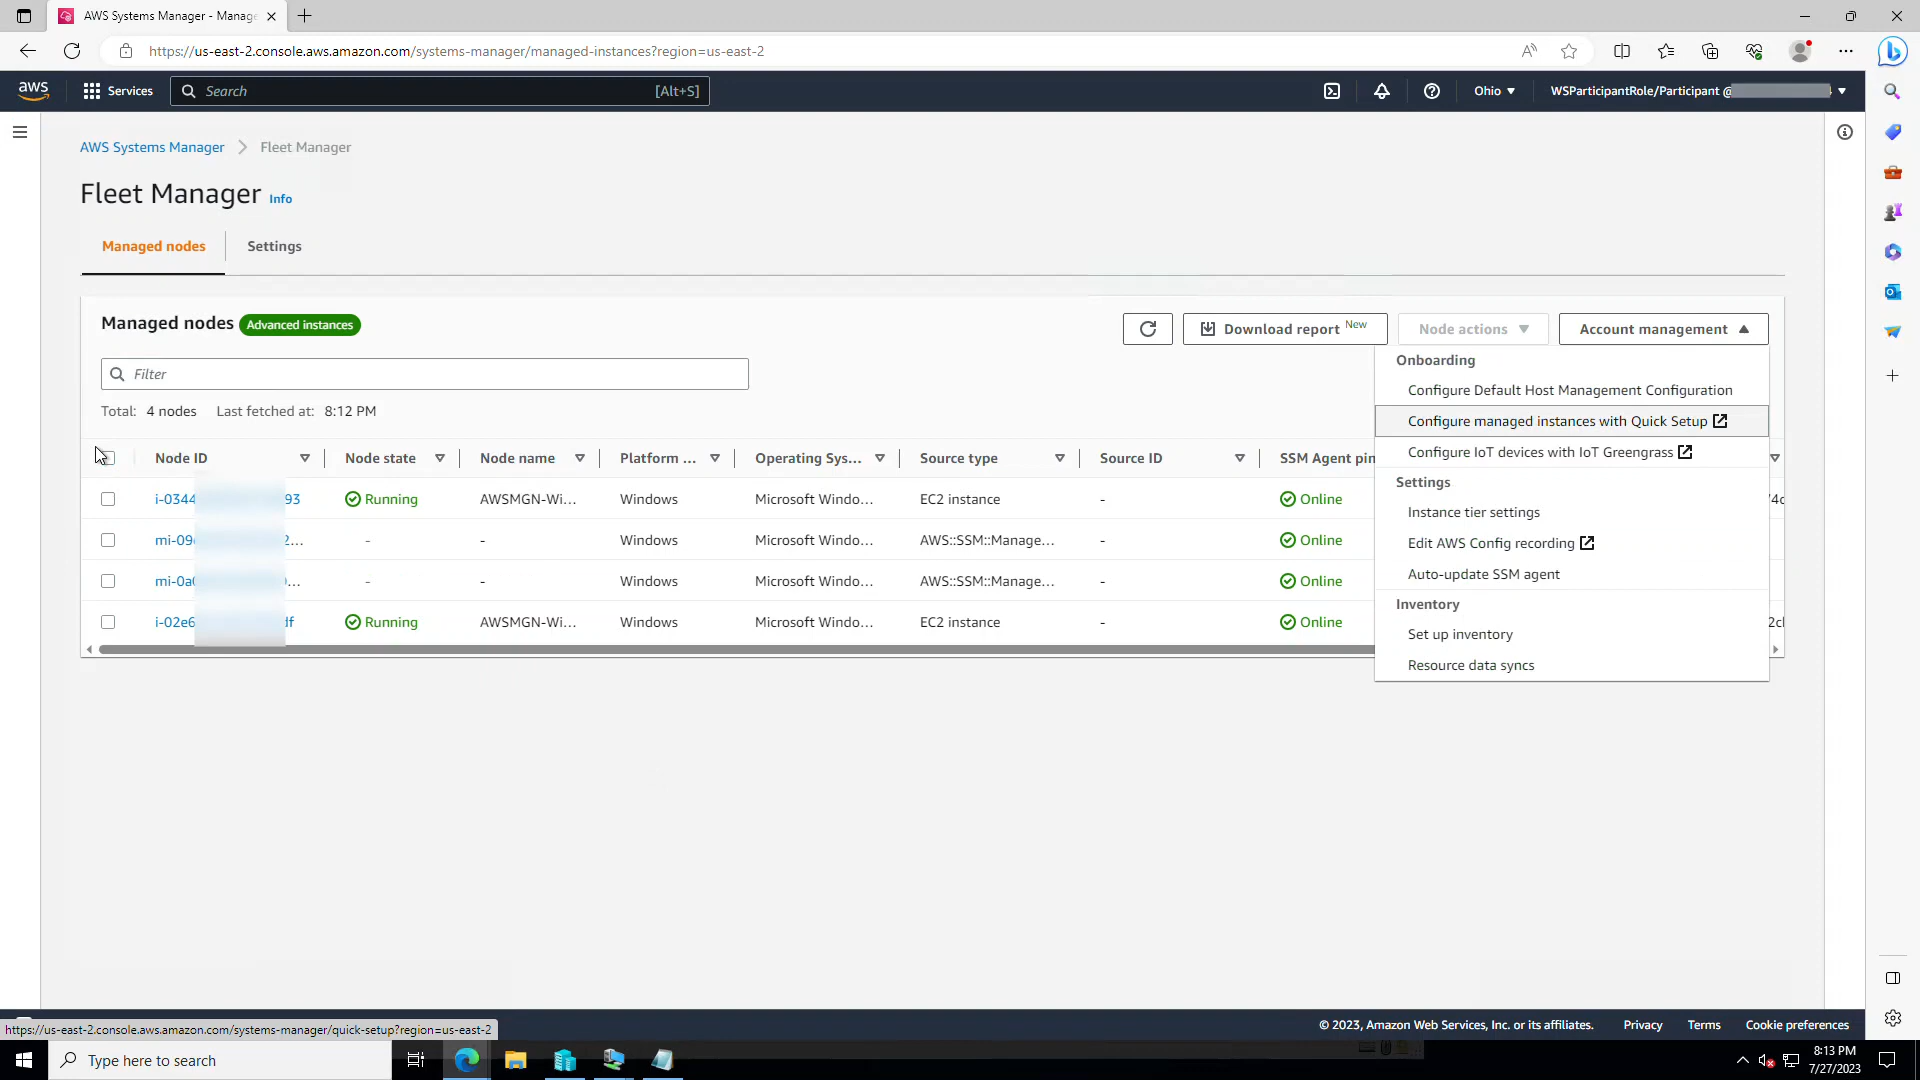 AWS Systems Manager - Manage
https://us-east-2.console.aws.amazon.com/systems-manager/managed-instances?region=us-east-2
aws
Services
Search
[Alt+S]
Ohio
WSParticipantRole/Participant @
AWS Systems Manager
Fleet Manager
Fleet Manager
Info
Managed nodes
Settings
Managed nodes
Advanced instances
Download report New
Node actions
Account management
Filter
Total: 4 nodes
Last fetched at: 8:12 PM
Onboarding
Configure Default Host Management Configuration
Configure managed instances with Quick Setup
Configure IoT devices with IoT Greengrass
Settings
Instance tier settings
Edit AWS Config recording
Auto-update SSM agent
Inventory
Set up inventory
Resource data syncs
Node ID
Node state
Node name
Platform ...
Operating Sys...
Source type
Source ID
SSM Agent pin
i-0344 93
Running
AWSMGN-Wi...
Windows
Microsoft Windo...
EC2 instance
-
Online
mi-09 2...
-
-
Windows
Microsoft Windo...
AWS::SSM::Manage...
-
Online
mi-0a ...
-
-
Windows
Microsoft Windo...
AWS::SSM::Manage...
-
Online
i-02e6 df
Running
AWSMGN-Wi...
Windows
Microsoft Windo...
EC2 instance
-
Online
https://us-east-2.console.aws.amazon.com/systems-manager/quick-setup?region=us-east-2
© 2023, Amazon Web Services, Inc. or its affiliates.
Privacy
Terms
Cookie preferences
Type here to search
8:13 PM
7/27/2023